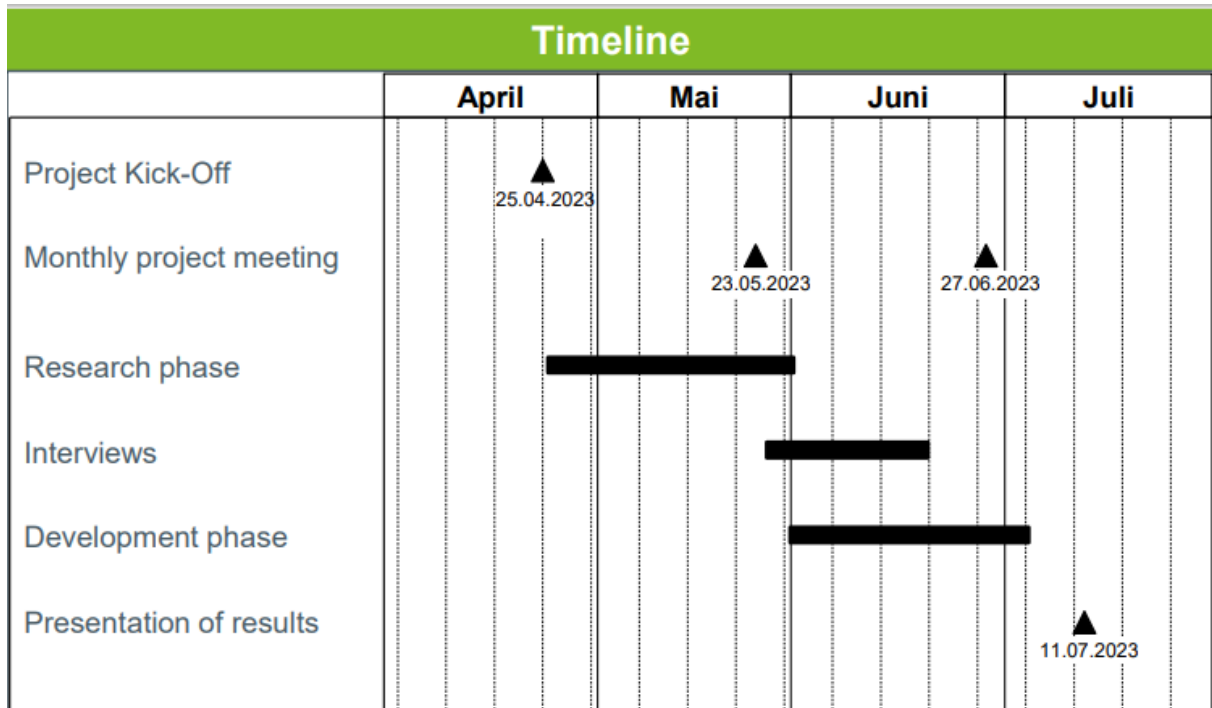 Timeline
April Mai Juni Juli
Project Kick-Off
25.04.2023
Monthly project meeting
23.05.2023 27.06.2023
Research phase
Interviews
Development phase
Presentation of results
11.07.2023